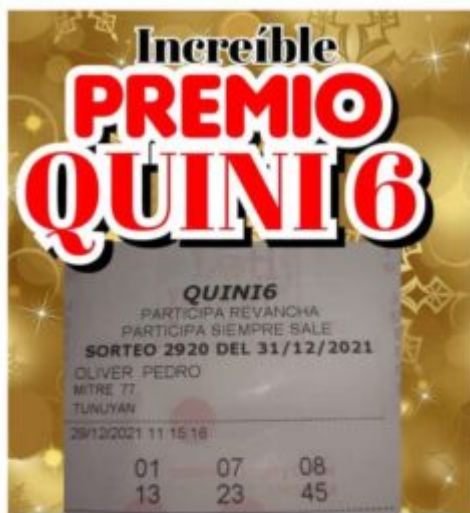 Increíble
PREMIO
QUINI 6
QUINI6
PARTICIPA REVANCHA
PARTICIPA SIEMPRE SALE
SORTEO 2920 DEL 31/12/2021
OLIVER PEDRO
MITRE 77
TUNUYAN
29/12/2021 11 15:16
01 07 08
13 23 45